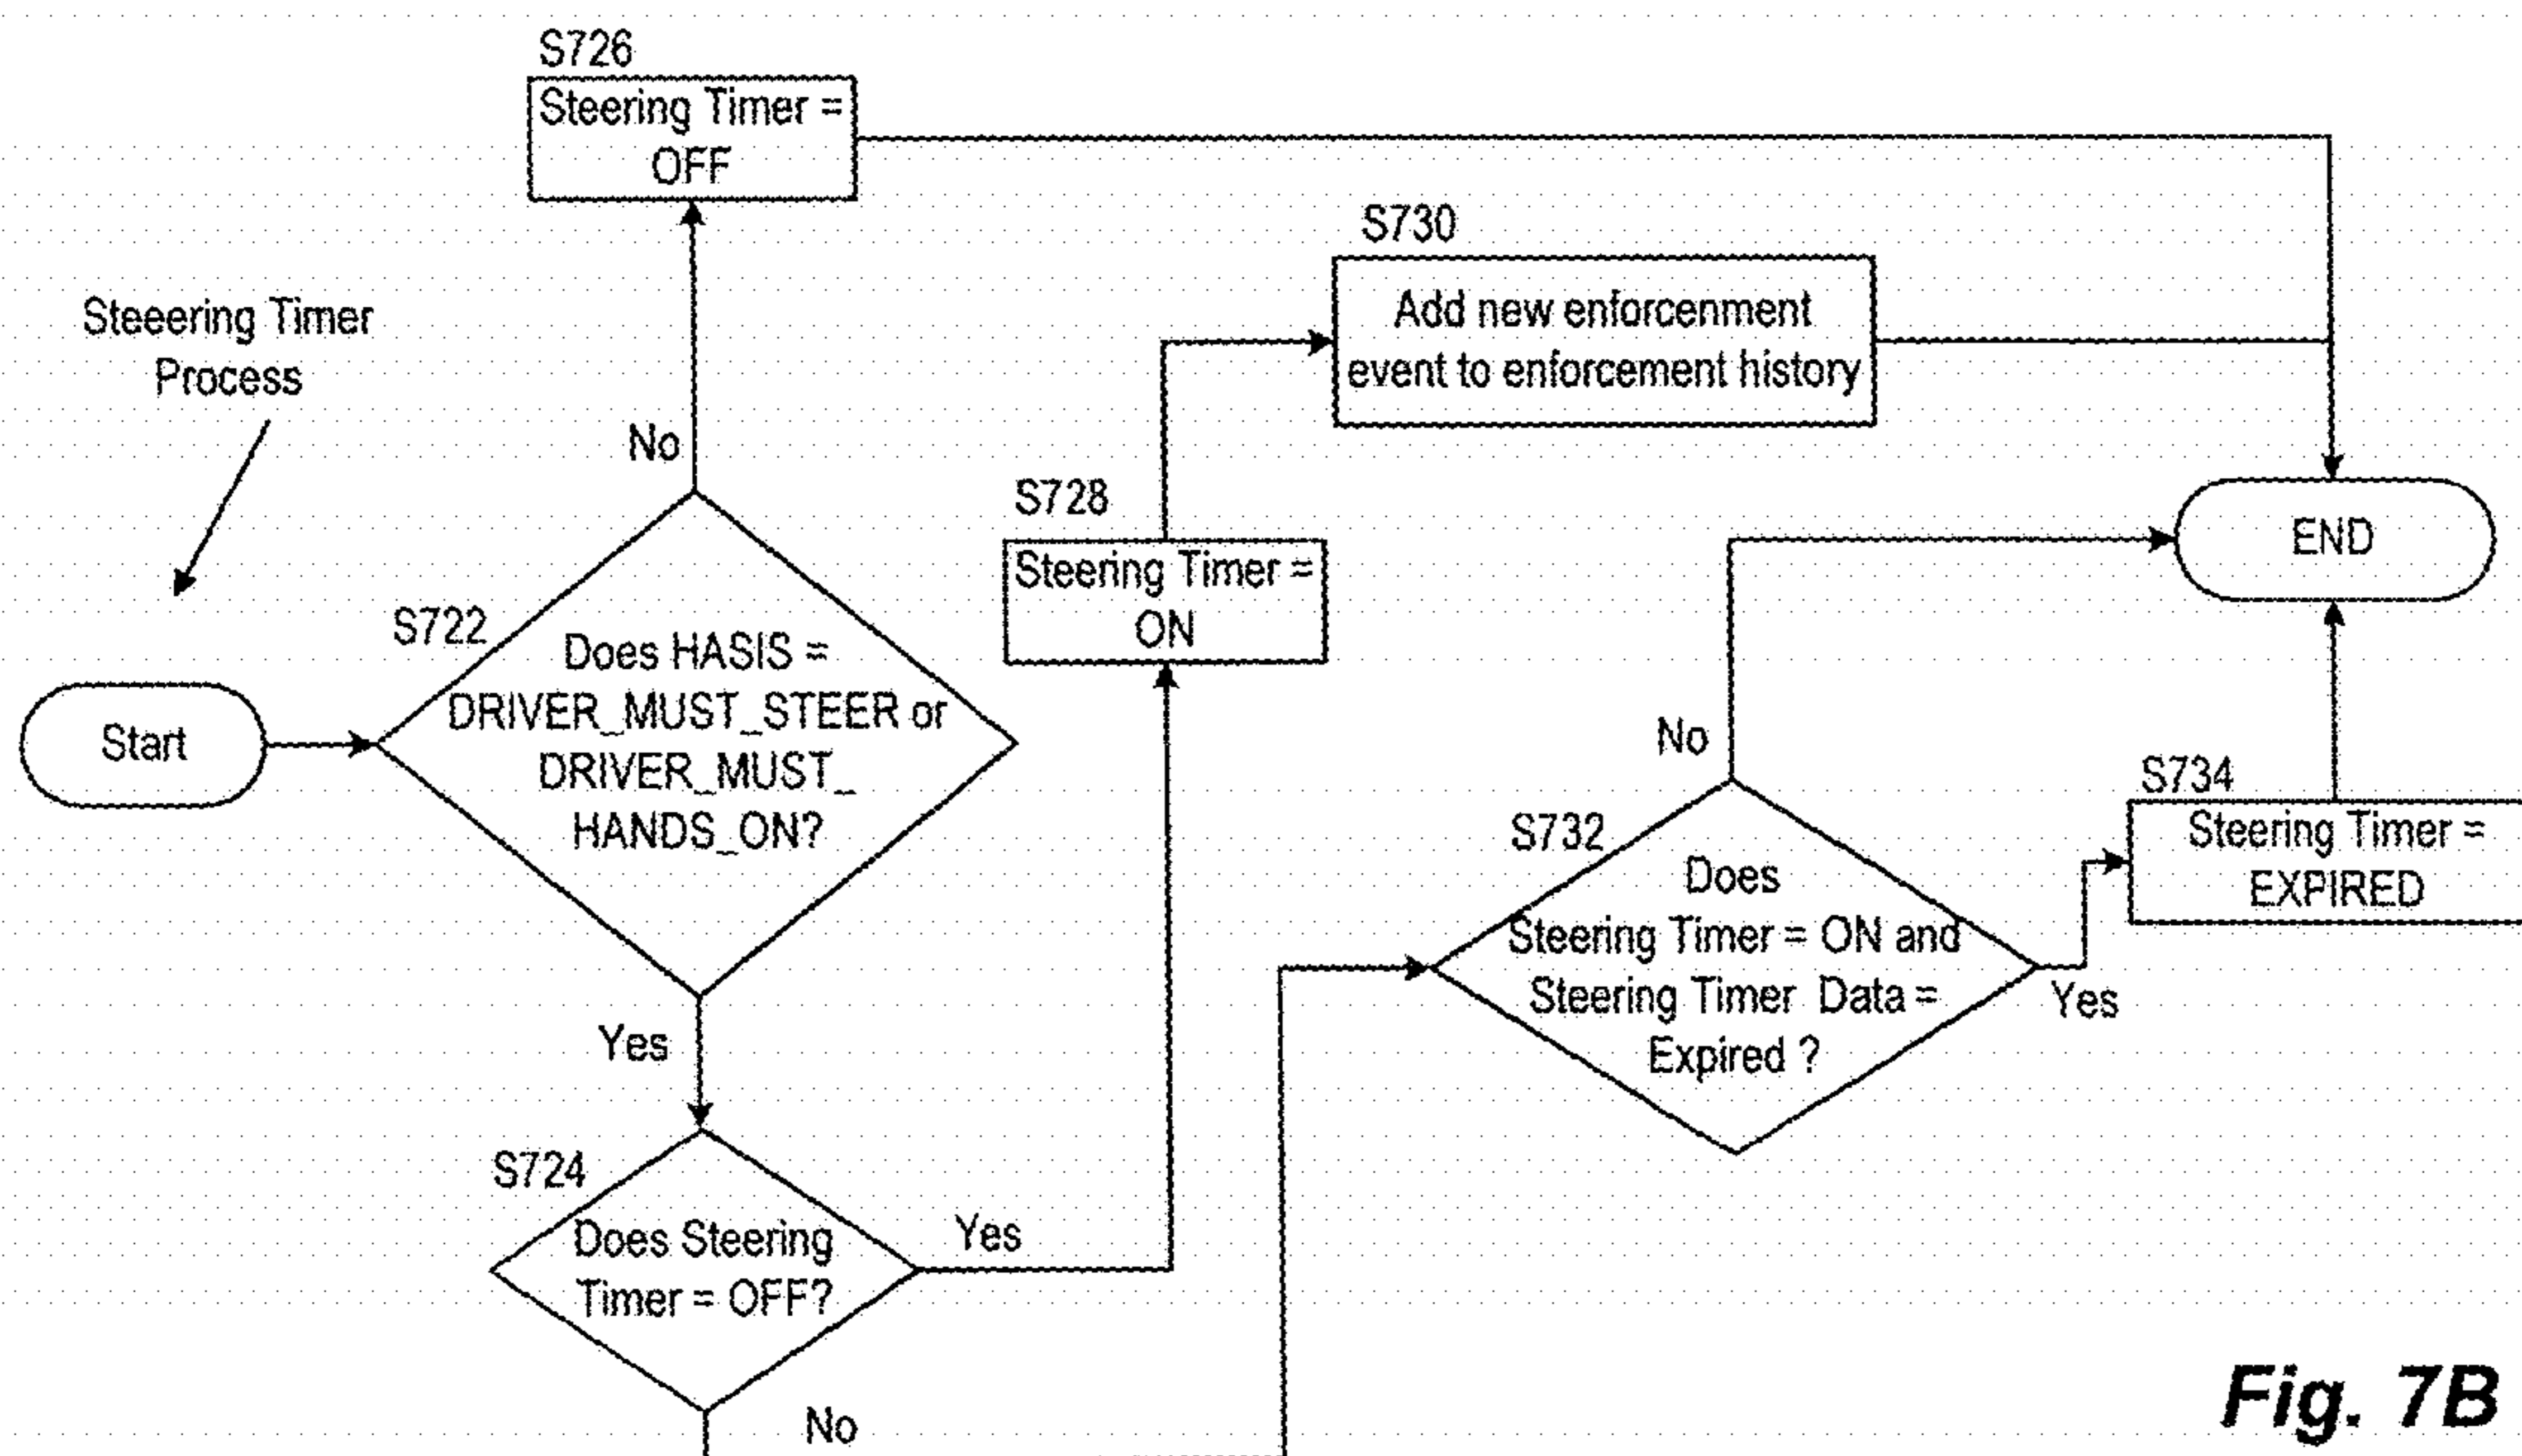 S726
Steering Timer =
OFF
S730
Add new enforcenment
event to enforcement history
Steeering Timer
Process
No
S728
Steering Timer =
ON
END
S722
Does HASIS =
DRIVER_MUST_STEER or
DRIVER_MUST_
HANDS_ON?
Start
No
S734
Steering Timer =
EXPIRED
S732
Does
Steering Timer = ON and
Steering Timer Data =
Expired ?
Yes
Yes
S724
Does Steering
Timer = OFF?
Yes
No
Fig. 7B